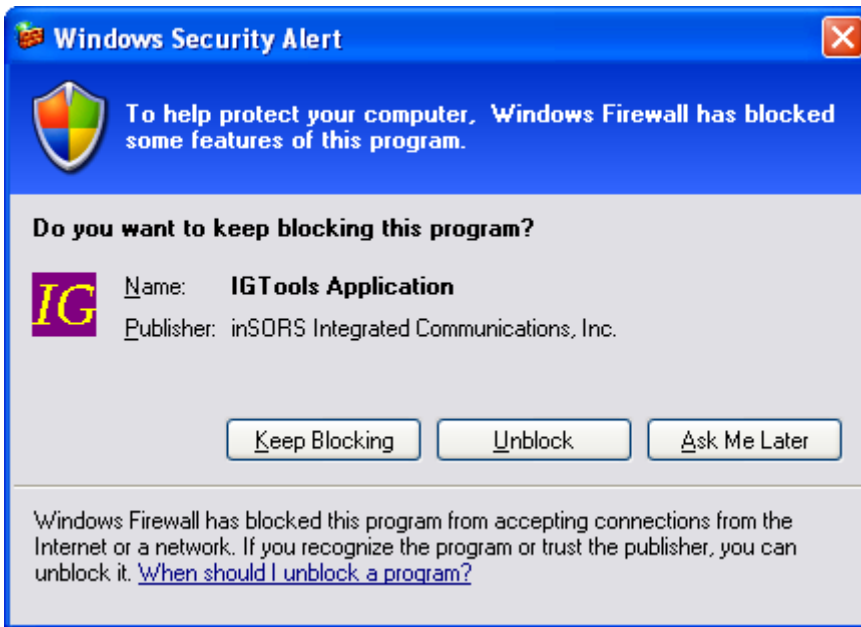 Windows Security Alert
To help protect your computer, Windows Firewall has blocked
some features of this program.
Do you want to keep blocking this program?
IG
Name: IGTools Application
Publisher: inSORS Integrated Communications, Inc.
Keep Blocking Unblock Ask Me Later
Windows Firewall has blocked this program from accepting connections from the
Internet or a network. If you recognize the program or trust the publisher, you can
unblock it. When should I unblock a program?